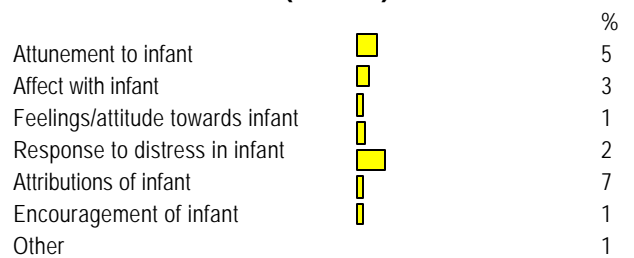 %
Attunement to infant 5
Affect with infant 3
Feelings/attitude towards infant 1
Response to distress in infant 2
Attributions of infant 7
Encouragement of infant 1
Other 1